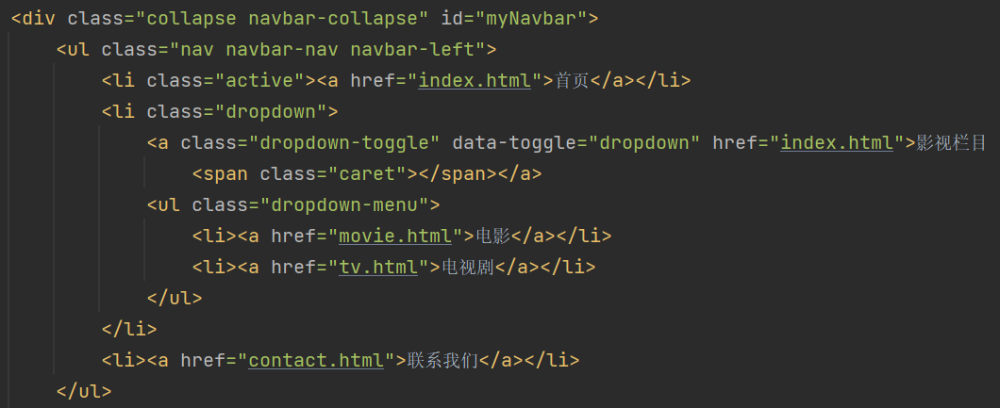 <div class="collapse navbar-collapse" id="myNavbar">
    <ul class="nav navbar-nav navbar-left">
        <li class="active"><a href="index.html">首页</a></li>
        <li class="dropdown">
            <a class="dropdown-toggle" data-toggle="dropdown" href="index.html">影视栏目
                <span class="caret"></span></a>
            <ul class="dropdown-menu">
                <li><a href="movie.html">电影</a></li>
                <li><a href="tv.html">电视剧</a></li>
            </ul>
        </li>
        <li><a href="contact.html">联系我们</a></li>
    </ul>